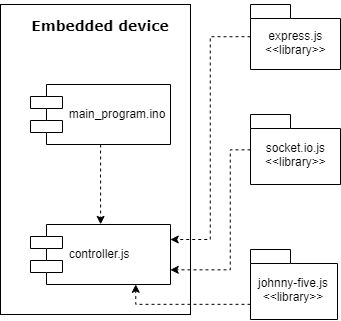 Embedded device
main_program.ino
controller.js
express.js
<<library>>
socket.io.js
<<library>>
johnny-five.js
<<library>>